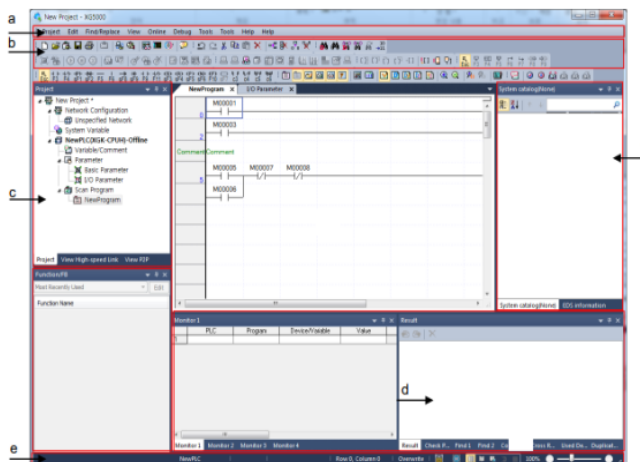 a
New Project - XG5000
Project Edit Find/Replace View Online Debug Tools Tools Help Help
b
Project
New Project *
Network Configuration
Unspecified Network
System Variable
NewPLC(XGK-CPUH)-Offline
Variable/Comment
Parameter
Basic Parameter
I/O Parameter
Scan Program
NewProgram
c
Project View High-speed Link View P2P
NewProgram I/O Parameter
M00001
0
M00003
2
Comment Comment
M00005 M00007 M00008
5
M00006
System catalog(None)
System catalog(None) EDS information
Function/FB
Most Recently Used Edit
Function Name
Monitor 1
PLC Program Device/Variable Value
1
Monitor 1 Monitor 2 Monitor 3 Monitor 4
Result
d
Result Check P... Find 1 Find 2 Co Cross R... Used De... Duplicat...
e
NewPLC Row 0, Column 0 Overwrite 100%